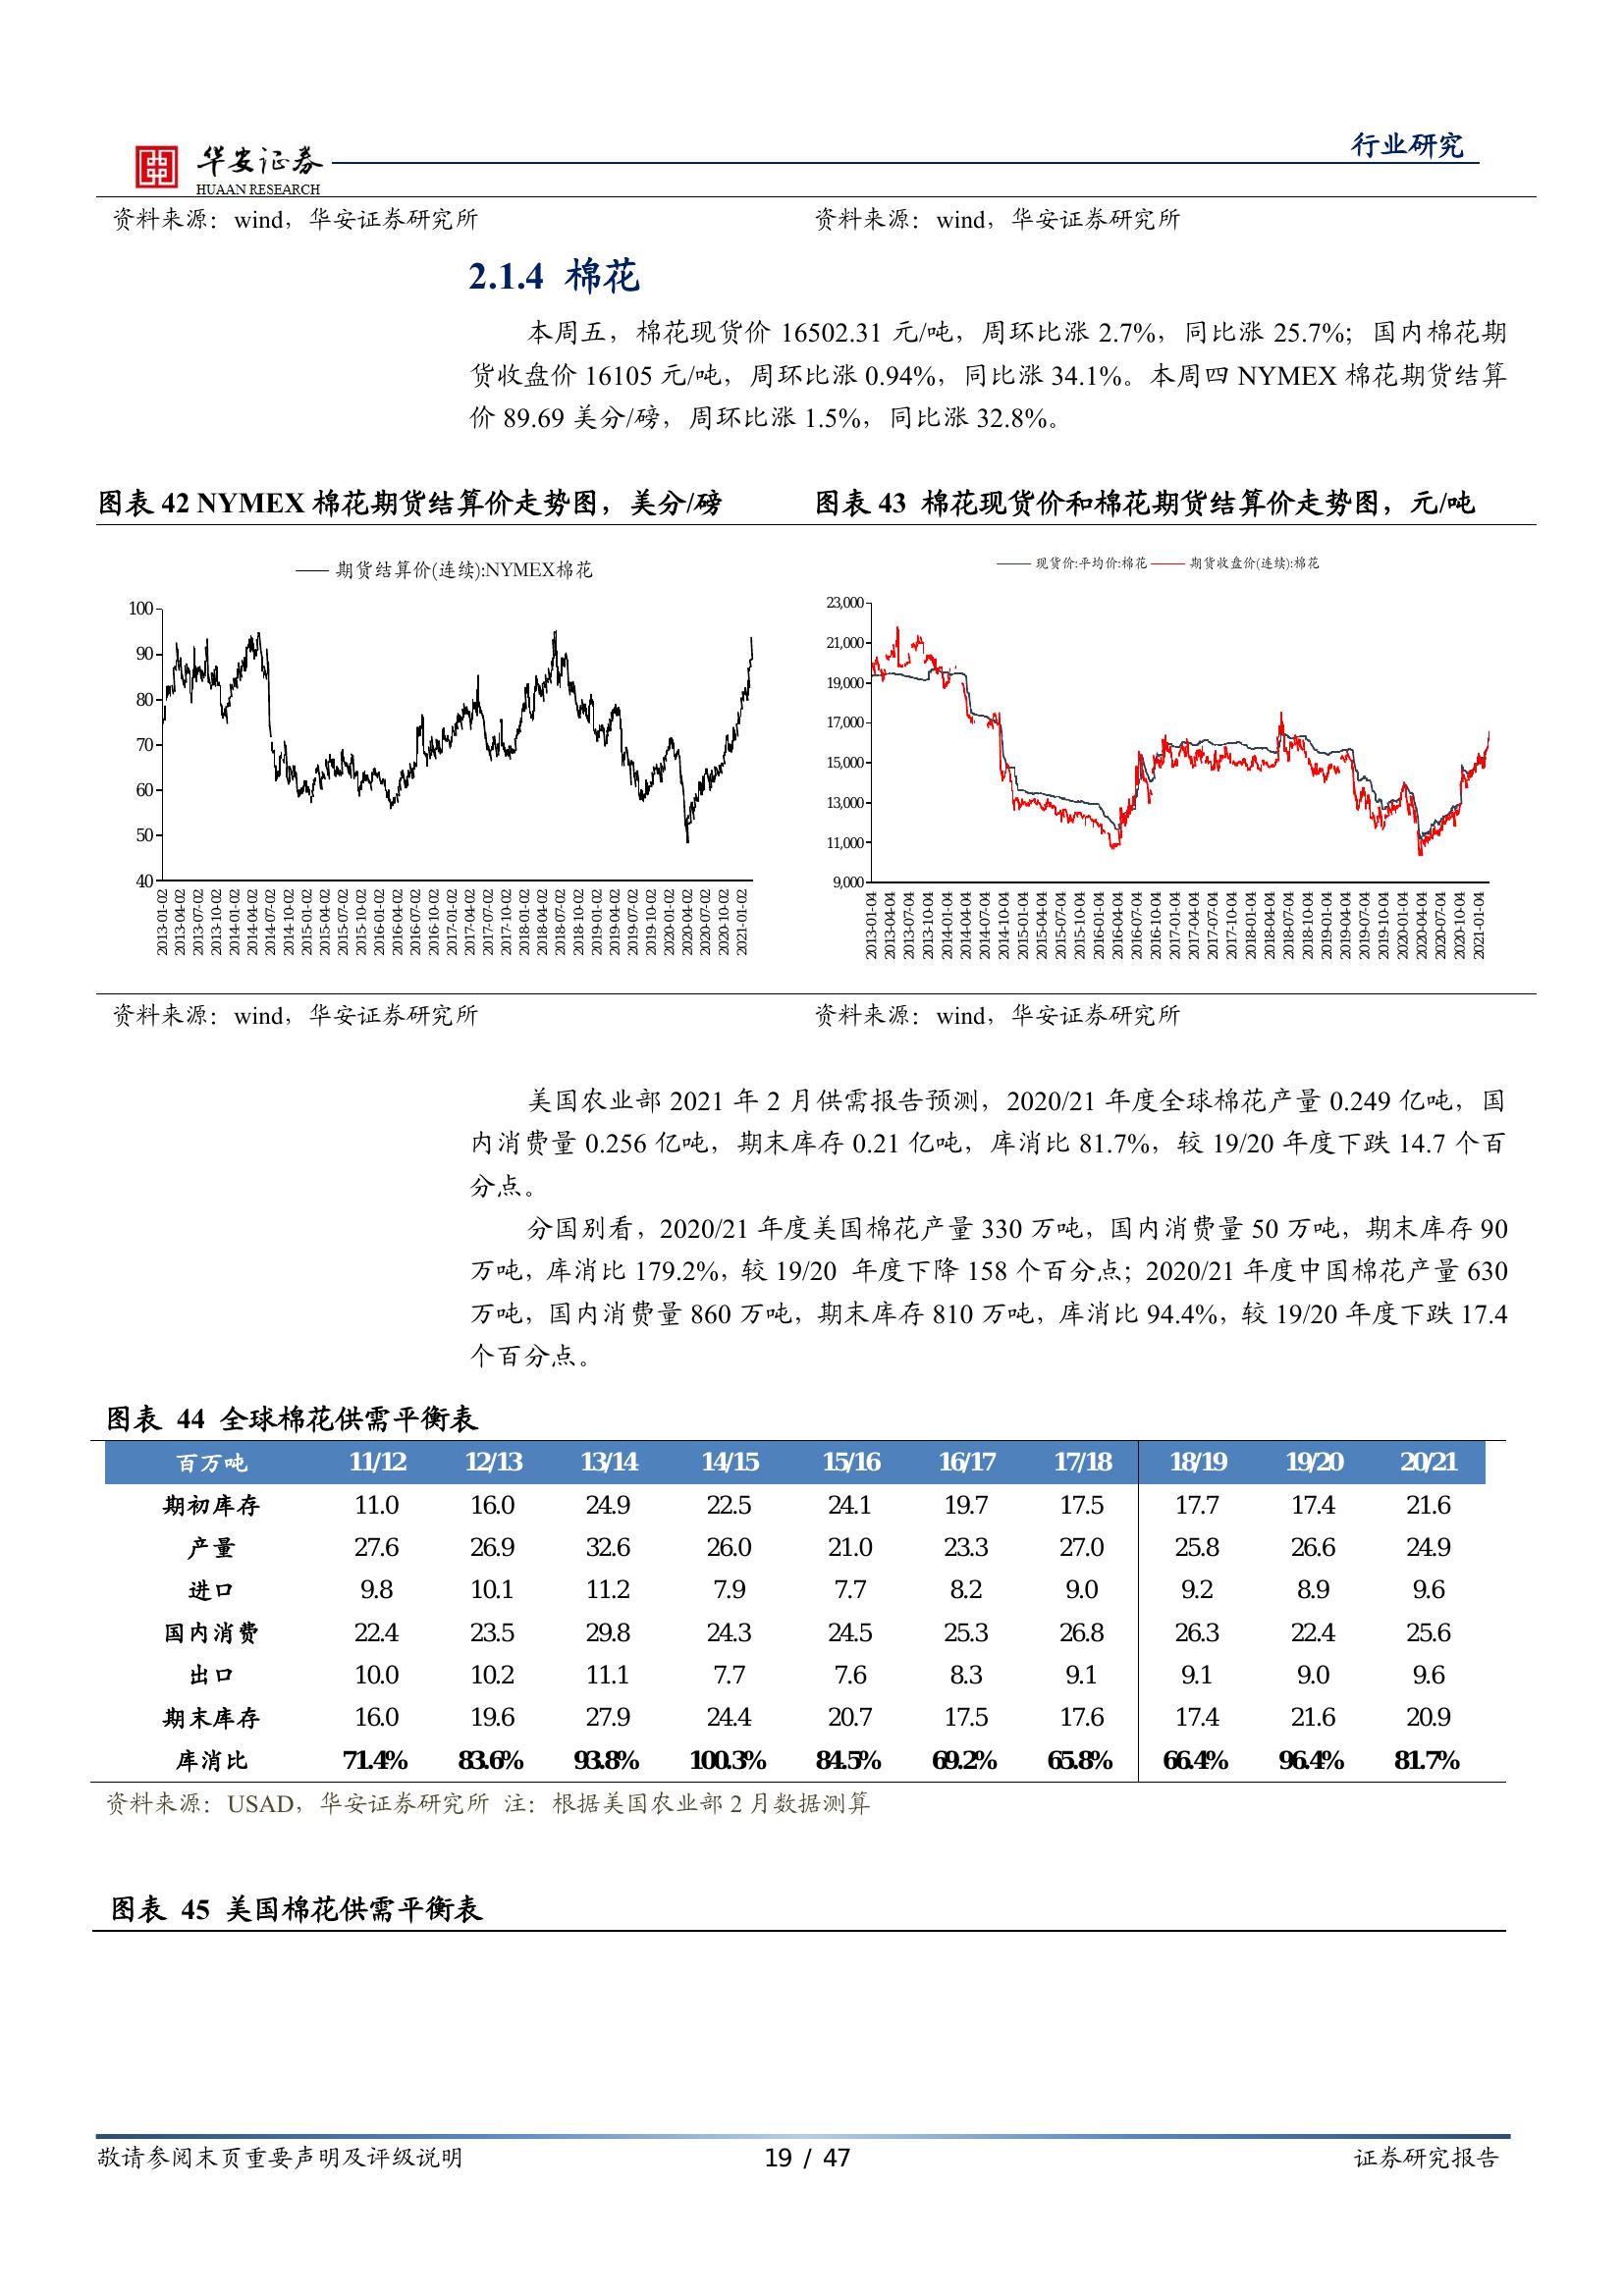 华安证券
HUAAN RESEARCH
行业研究
资料来源：wind，华安证券研究所
资料来源：wind，华安证券研究所
2.1.4 棉花
本周五，棉花现货价 16502.31 元/吨，周环比涨 2.7%，同比涨 25.7%；国内棉花期
货收盘价 16105 元/吨，周环比涨 0.94%，同比涨 34.1%。本周四 NYMEX 棉花期货结算
价 89.69 美分/磅，周环比涨 1.5%，同比涨 32.8%。
图表 42 NYMEX 棉花期货结算价走势图，美分/磅
图表 43 棉花现货价和棉花期货结算价走势图，元/吨
期货结算价(连续):NYMEX棉花
100
90
80
70
60
50
40
2013-01-02
2013-04-02
2013-07-02
2013-10-02
2014-01-02
2014-04-02
2014-07-02
2014-10-02
2015-01-02
2015-04-02
2015-07-02
2015-10-02
2016-01-02
2016-04-02
2016-07-02
2016-10-02
2017-01-02
2017-04-02
2017-07-02
2017-10-02
2018-01-02
2018-04-02
2018-07-02
2018-10-02
2019-01-02
2019-04-02
2019-07-02
2019-10-02
2020-01-02
2020-04-02
2020-07-02
2020-10-02
2021-01-02
现货价:平均价:棉花 期货收盘价(连续):棉花
23,000
21,000
19,000
17,000
15,000
13,000
11,000
9,000
2013-01-04
2013-04-04
2013-07-04
2013-10-04
2014-01-04
2014-04-04
2014-07-04
2014-10-04
2015-01-04
2015-04-04
2015-07-04
2015-10-04
2016-01-04
2016-04-04
2016-07-04
2016-10-04
2017-01-04
2017-04-04
2017-07-04
2017-10-04
2018-01-04
2018-04-04
2018-07-04
2018-10-04
2019-01-04
2019-04-04
2019-07-04
2019-10-04
2020-01-04
2020-04-04
2020-07-04
2020-10-04
2021-01-04
资料来源：wind，华安证券研究所
资料来源：wind，华安证券研究所
美国农业部 2021 年 2 月供需报告预测，2020/21 年度全球棉花产量 0.249 亿吨，国
内消费量 0.256 亿吨，期末库存 0.21 亿吨，库消比 81.7%，较 19/20 年度下跌 14.7 个百
分点。
分国别看，2020/21 年度美国棉花产量 330 万吨，国内消费量 50 万吨，期末库存 90
万吨，库消比 179.2%，较 19/20 年度下降 158 个百分点；2020/21 年度中国棉花产量 630
万吨，国内消费量 860 万吨，期末库存 810 万吨，库消比 94.4%，较 19/20 年度下跌 17.4
个百分点。
图表 44 全球棉花供需平衡表
百万吨 11/12 12/13 13/14 14/15 15/16 16/17 17/18 18/19 19/20 20/21
期初库存 11.0 16.0 24.9 22.5 24.1 19.7 17.5 17.7 17.4 21.6
产量 27.6 26.9 32.6 26.0 21.0 23.3 27.0 25.8 26.6 24.9
进口 9.8 10.1 11.2 7.9 7.7 8.2 9.0 9.2 8.9 9.6
国内消费 22.4 23.5 29.8 24.3 24.5 25.3 26.8 26.3 22.4 25.6
出口 10.0 10.2 11.1 7.7 7.6 8.3 9.1 9.1 9.0 9.6
期末库存 16.0 19.6 27.9 24.4 20.7 17.5 17.6 17.4 21.6 20.9
库消比 71.4% 83.6% 93.8% 100.3% 84.5% 69.2% 65.8% 66.4% 96.4% 81.7%
资料来源：USAD，华安证券研究所 注：根据美国农业部 2 月数据测算
图表 45 美国棉花供需平衡表
敬请参阅末页重要声明及评级说明
19 / 47
证券研究报告